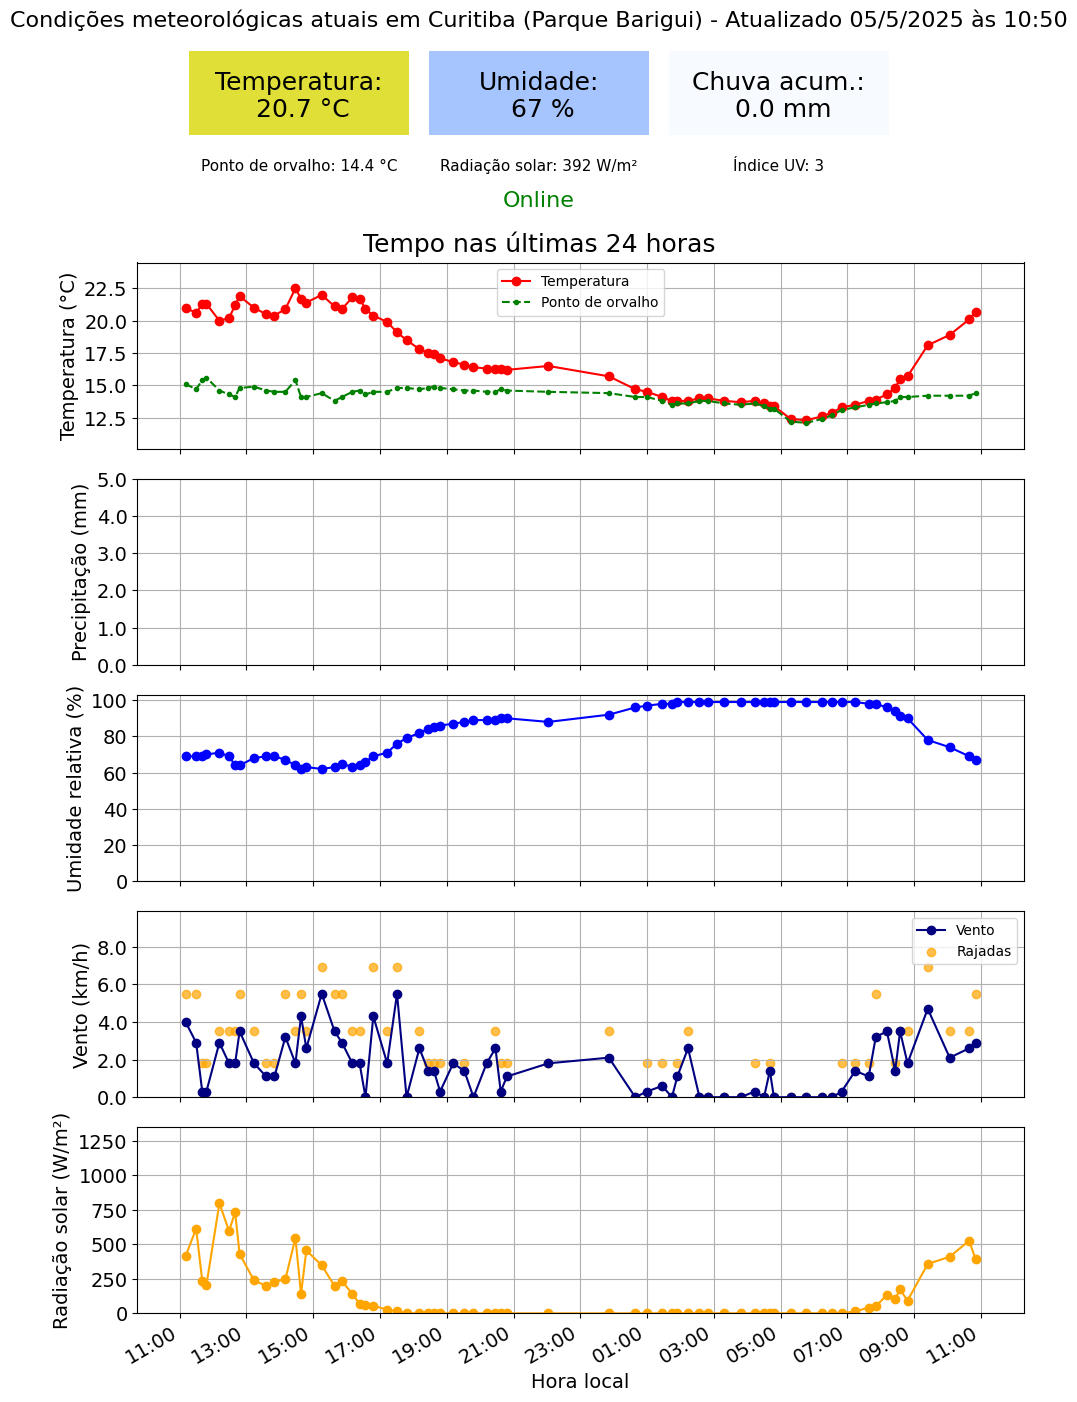 Condições meteorológicas atuais em Curitiba (Parque Barigui) - Atualizado 05/5/2025 às 10:50
Temperatura:
20.7 °C
Umidade:
67 %
Chuva acum.:
0.0 mm
Ponto de orvalho: 14.4 °C
Radiação solar: 392 W/m²
Índice UV: 3
Online
Tempo nas últimas 24 horas
Temperatura (°C)
22.5
20.0
17.5
15.0
12.5
Temperatura
Ponto de orvalho
Precipitação (mm)
5.0
4.0
3.0
2.0
1.0
0.0
Umidade relativa (%)
100
80
60
40
20
0
Vento (km/h)
8.0
6.0
4.0
2.0
0.0
Vento
Rajadas
Radiação solar (W/m²)
1250
1000
750
500
250
0
11:00
13:00
15:00
17:00
19:00
21:00
23:00
01:00
03:00
05:00
07:00
09:00
11:00
Hora local